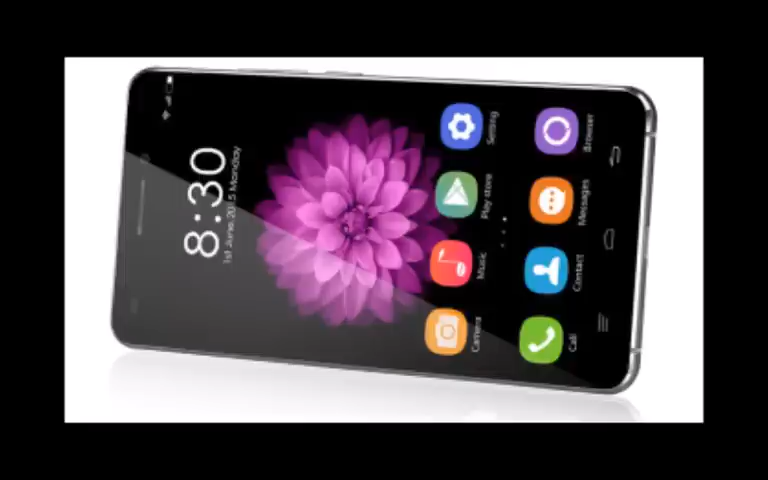 8:30
1st June 2015 Monday
Camera
Music
Play store
Setting
Call
Contact
Messages
Browser